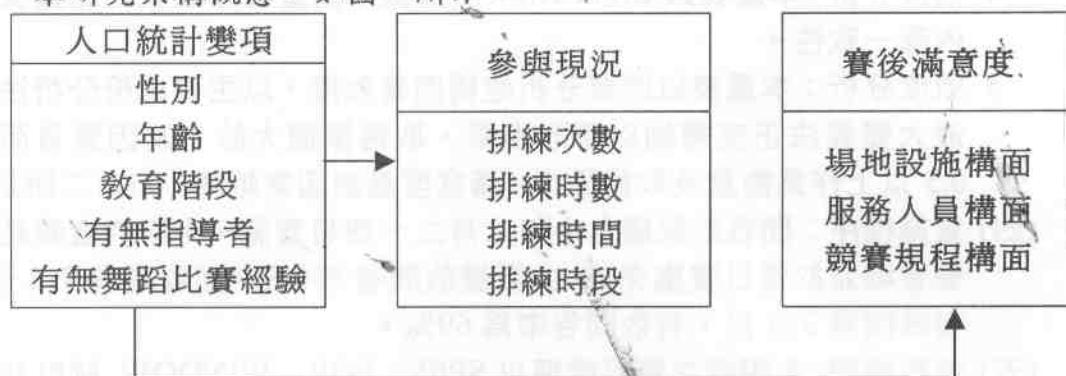 人口統計變項
性別
年齡
教育階段
有無指導者
有無舞蹈比賽經驗
參與現況
排練次數
排練時數
排練時間
排練時段
賽後滿意度
場地設施構面
服務人員構面
競賽規程構面